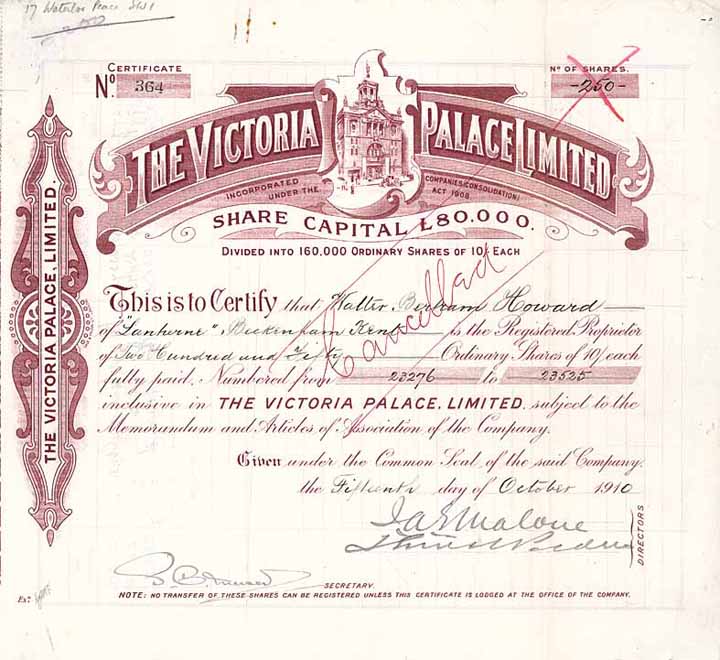 17 Waterloo Place SW1
CERTIFICATE
No. 364
No. OF SHARES.
-250-
THE VICTORIA PALACE LIMITED
INCORPORATED UNDER THE COMPANIES (CONSOLIDATION) ACT 1908
SHARE CAPITAL £80,000.
DIVIDED INTO 160,000 ORDINARY SHARES OF 10/- EACH
Cancelled
This is to Certify that Walter Bertram Howard
of "Lanherne" Beckenham Kent is the Registered Proprietor
of Two Hundred and Fifty Ordinary Shares of 10/- each
fully paid. Numbered from 23276 to 23525
inclusive in THE VICTORIA PALACE, LIMITED, subject to the
Memorandum and Articles of Association of the Company.
Given under the Common Seal of the said Company,
the Fifteenth day of October 1910
J A E Malone
DIRECTORS
SECRETARY.
NOTE: NO TRANSFER OF THESE SHARES CAN BE REGISTERED UNLESS THIS CERTIFICATE IS LODGED AT THE OFFICE OF THE COMPANY.
Ex?
THE VICTORIA PALACE, LIMITED.